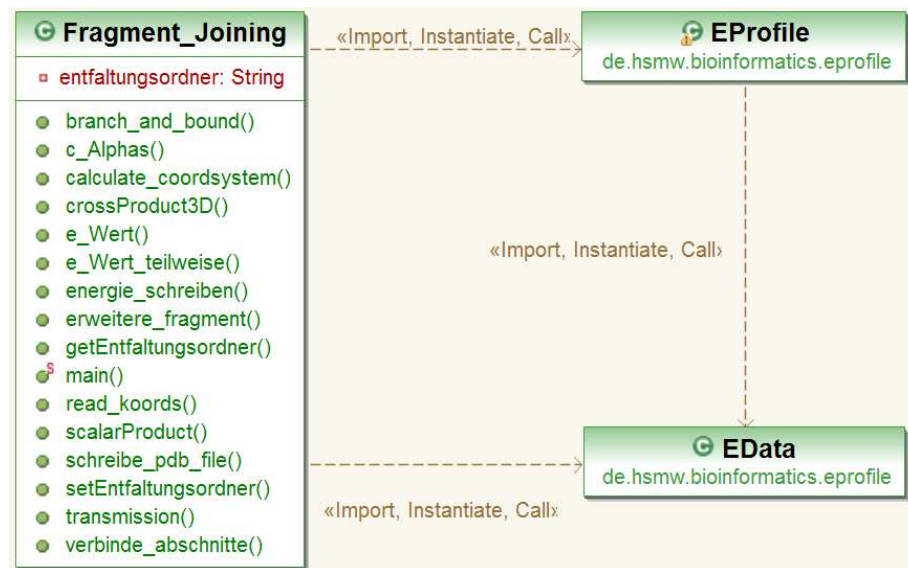 Fragment_Joining
entfaltungsordner: String
branch_and_bound()
c_Alphas()
calculate_coordsystem()
crossProduct3D()
e_Wert()
e_Wert_teilweise()
energie_schreiben()
erweitere_fragment()
getEntfaltungsordner()
main()
read_koords()
scalarProduct()
schreibe_pdb_file()
setEntfaltungsordner()
transmission()
verbinde_abschnitte()
«Import, Instantiate, Call»
EProfile
de.hsmw.bioinformatics.eprofile
«Import, Instantiate, Call»
EData
de.hsmw.bioinformatics.eprofile
«Import, Instantiate, Call»